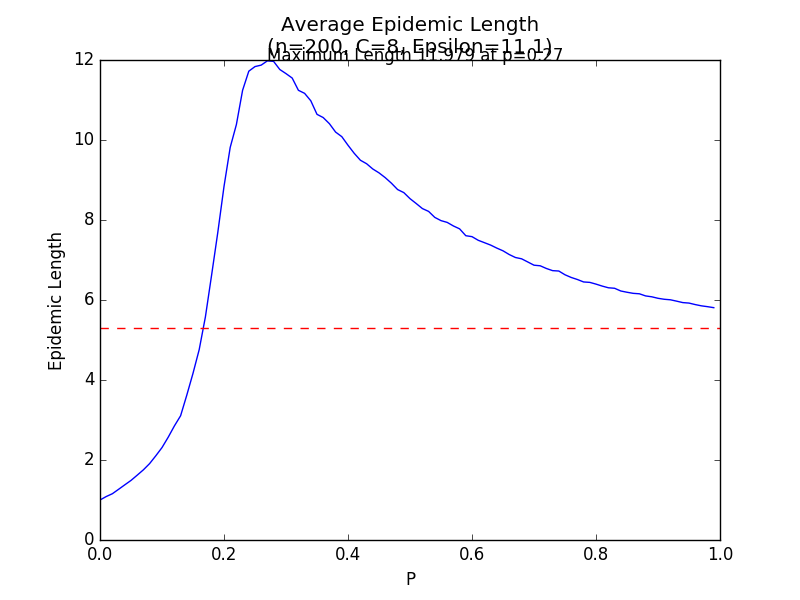 Average Epidemic Length
(n=200, C=8, Epsilon=11.1)
Maximum Length 11.979 at p=0.27
12
10
8
6
4
2
0
Epidemic Length
0.0 0.2 0.4 0.6 0.8 1.0
P